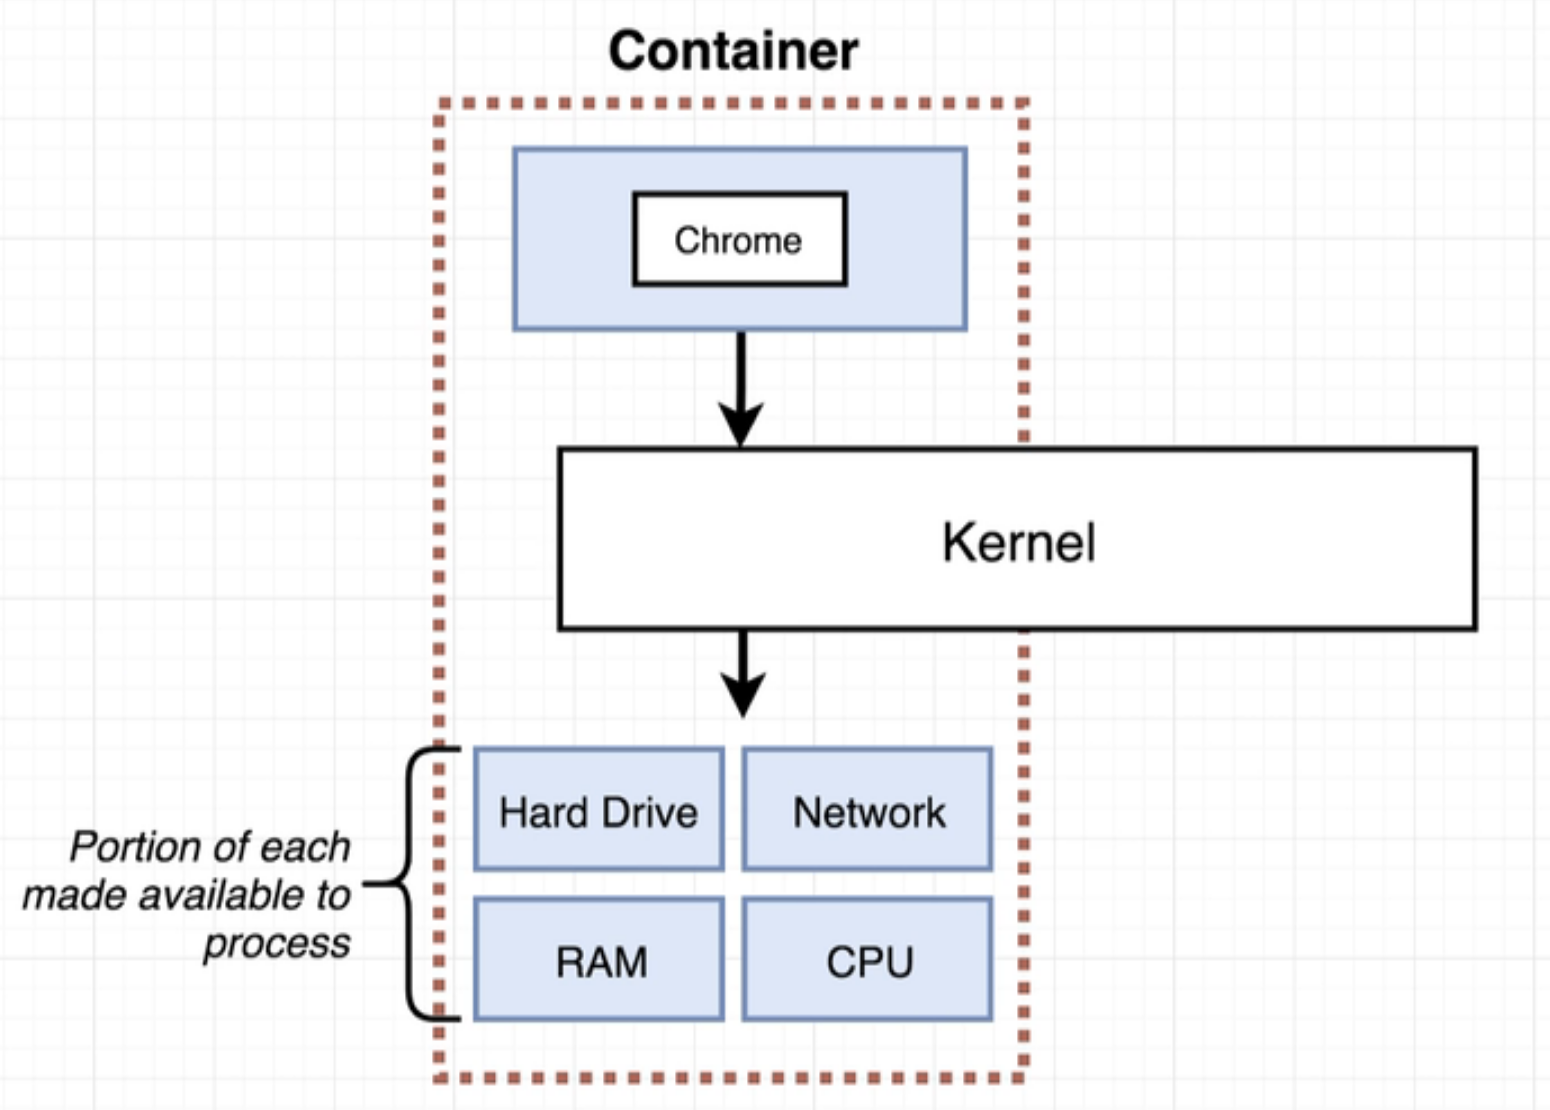 Container
Chrome
Kernel
Hard Drive
Network
Portion of each
made available to
process
RAM
CPU